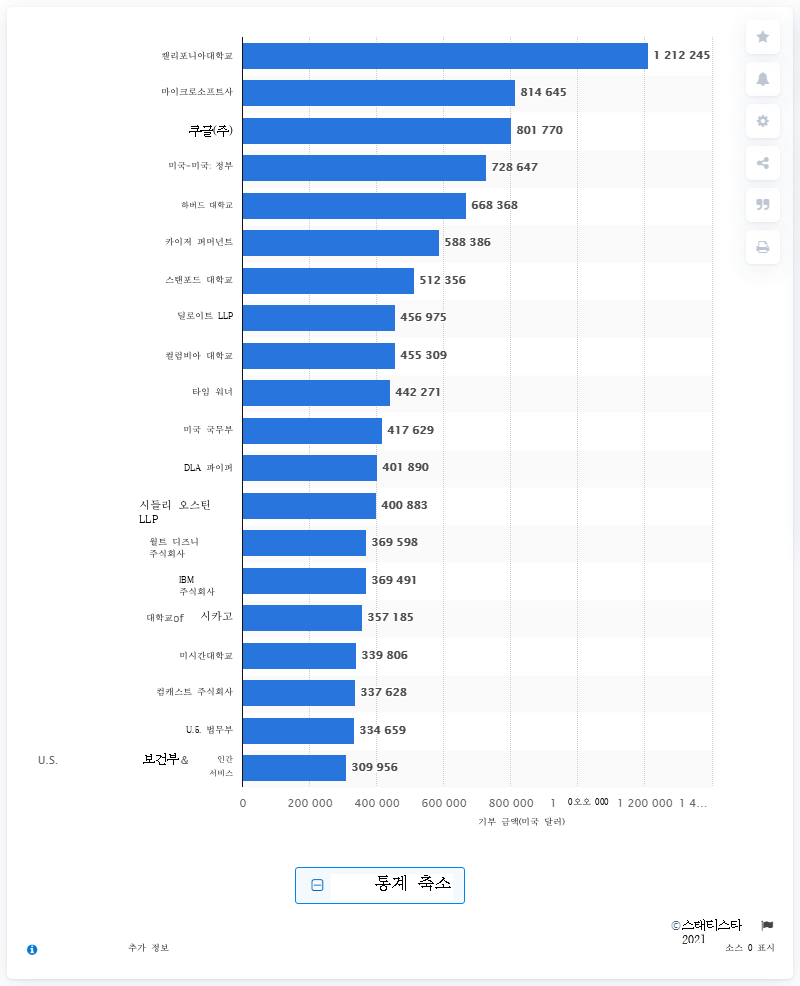 캘리포니아대학교 1 212 245
마이크로소프트사 814 645
쿠글(주) 801 770
미국-미국: 정부 728 647
하버드 대학교 668 368
카이저 퍼머넌트 588 386
스탠포드 대학교 512 356
딜로이트 LLP 456 975
컬럼비아 대학교 455 309
타임 워너 442 271
미국 국무부 417 629
DLA 파이퍼 401 890
시들리 오스틴
LLP
400 883
월트 디즈니
주식회사
369 598
IBM
주식회사
369 491
대학교of 시카고 357 185
미시간대학교 339 806
컴캐스트 주식회사 337 628
U.S. 법무부 334 659
U.S. 보건부 & 인간
서비스
309 956
0 200 000 400 000 600 000 800 000 1 0오오 000 1 200 000 1 4...
기부 금액(미국 달러)
통계 축소
©스태티스타
2021
추가 정보 소스 0 표시